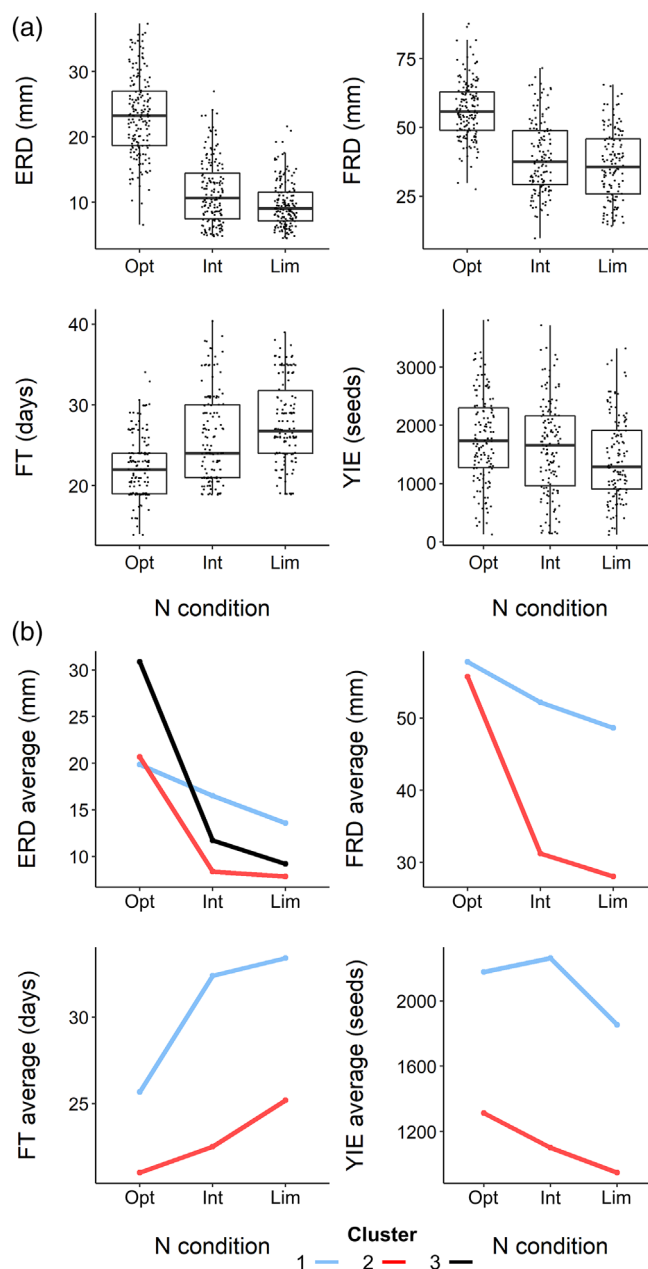 (a)
ERD (mm)
30
20
10
Opt Int Lim
FRD (mm)
75
50
25
Opt Int Lim
FT (days)
40
30
20
Opt Int Lim
YIE (seeds)
3000
2000
1000
0
Opt Int Lim
N condition N condition
(b)
ERD average (mm)
30
25
20
15
10
Opt Int Lim
FRD average (mm)
50
40
30
Opt Int Lim
FT average (days)
30
25
Opt Int Lim
YIE average (seeds)
2000
1600
1200
Opt Int Lim
N condition N condition
Cluster
1 2 3